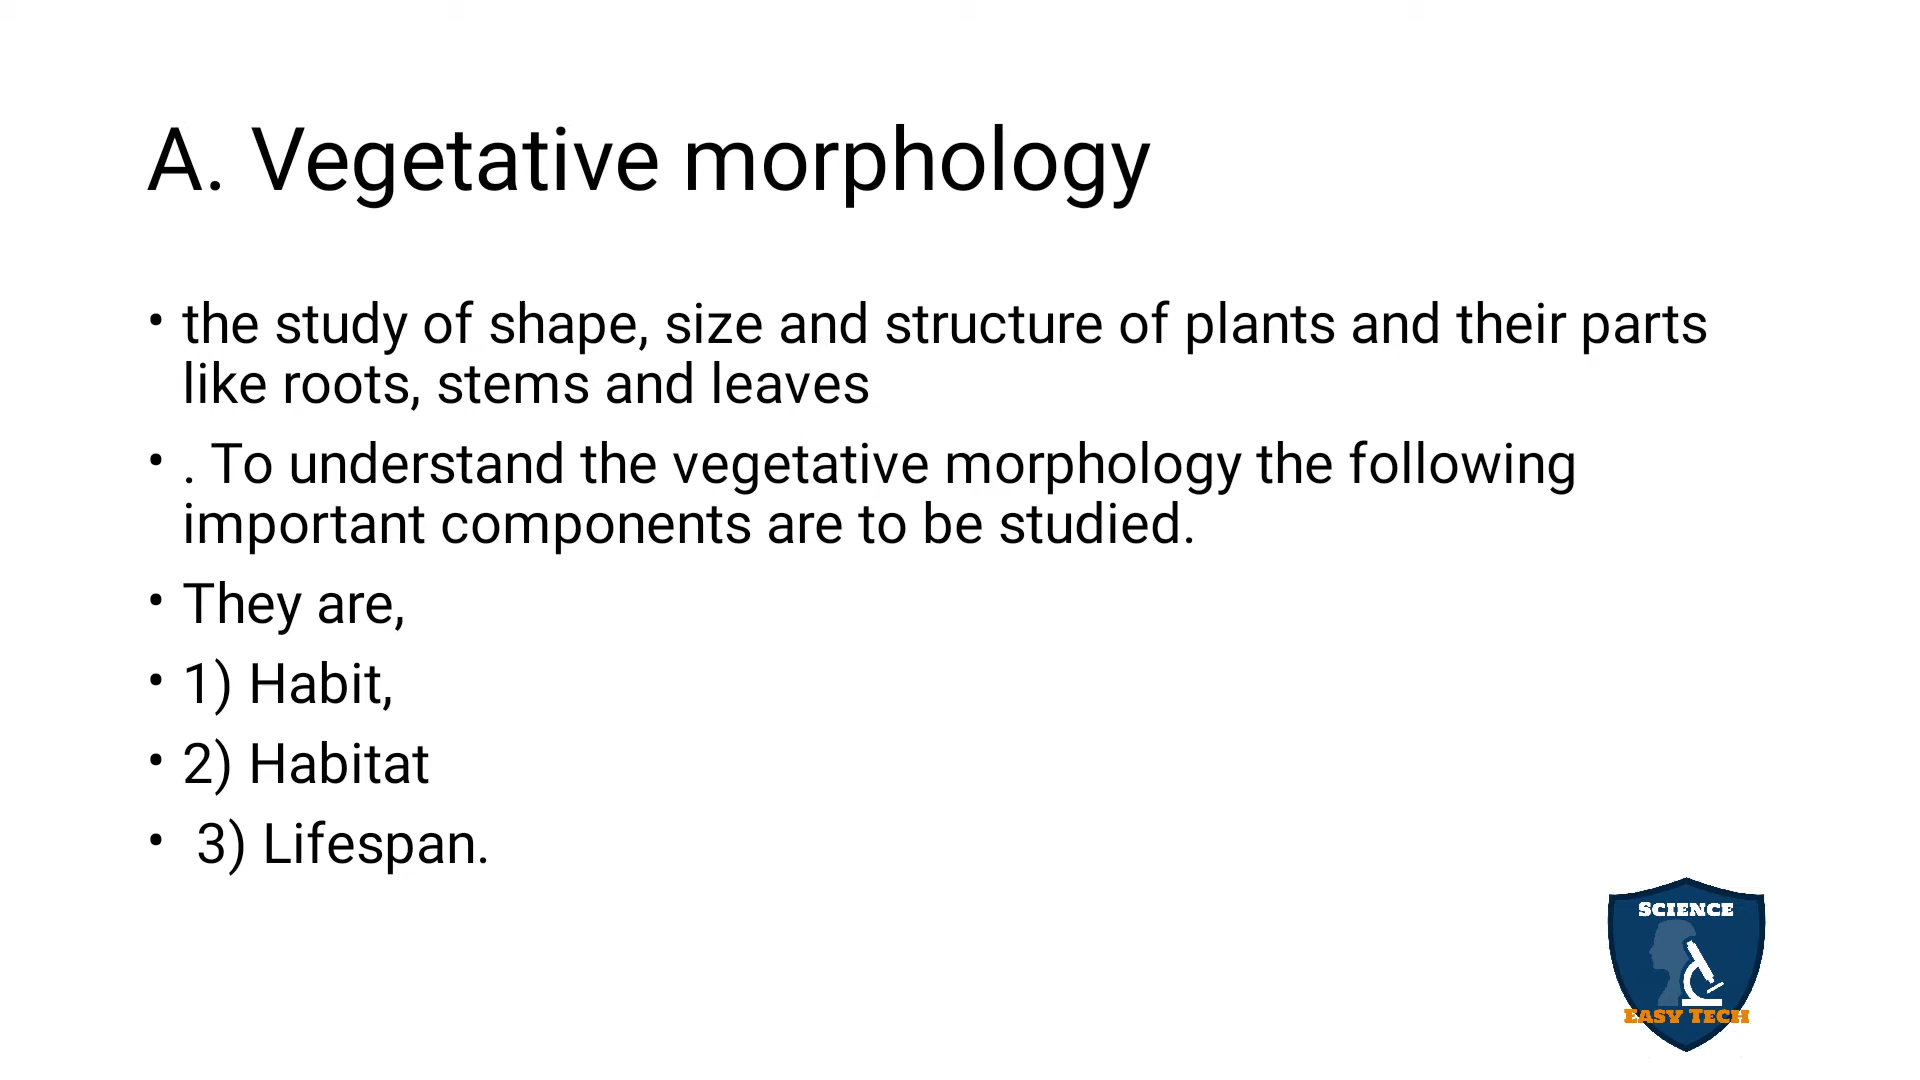 A. Vegetative morphology
• the study of shape, size and structure of plants and their parts
like roots, stems and leaves
• . To understand the vegetative morphology the following
important components are to be studied.
• They are,
• 1) Habit,
• 2) Habitat
• 3) Lifespan.
SCIENCE
EASY TECH